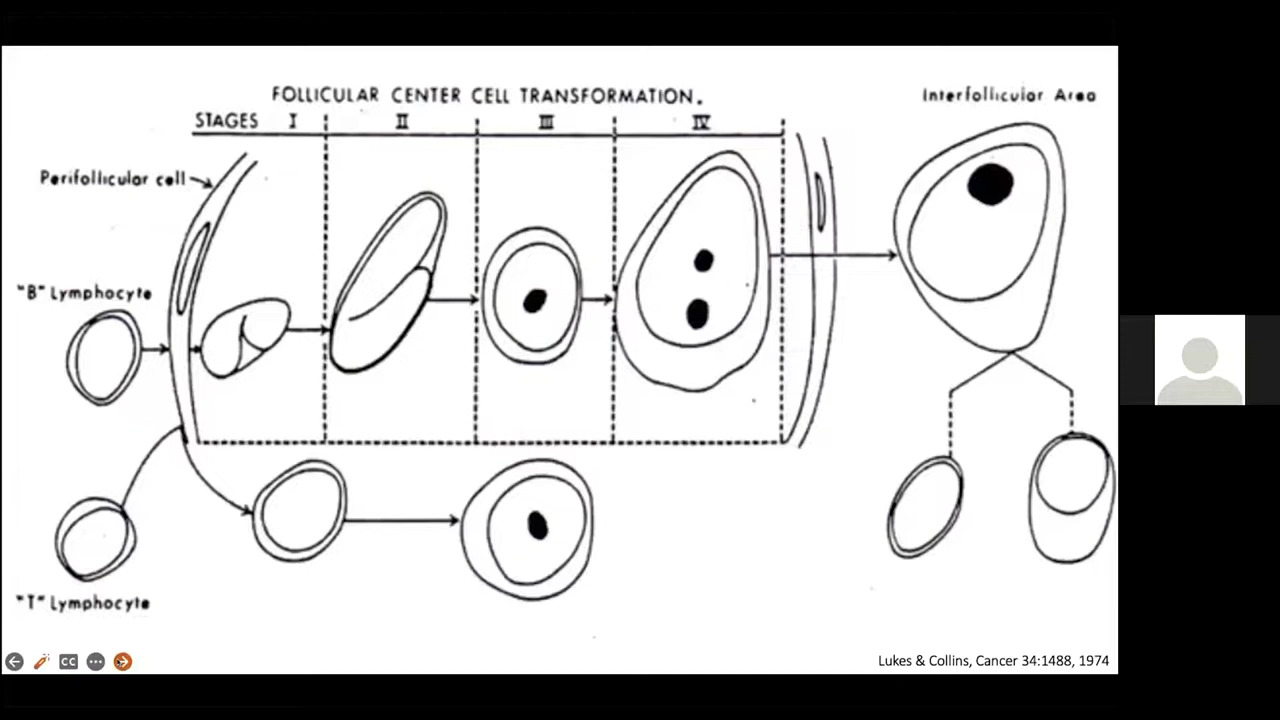 FOLLICULAR CENTER CELL TRANSFORMATION.
Interfollicular Area
STAGES I II III IV
Perifollicular cell
"B" Lymphocyte
"T" Lymphocyte
CC
Lukes & Collins, Cancer 34:1488, 1974